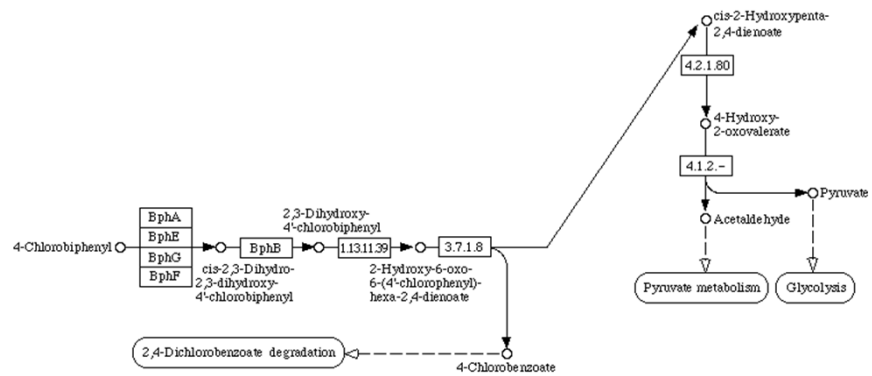 cis-2-Hydroxypenta-
2,4-dienoate
4.2.1.80
4-Hydroxy-
2-oxovalerate
4.1.2.-
Pyruvate
Acetaldehyde
Pyruvate metabolism
Glycolysis
4-Chlorobiphenyl
BphA
BphE
BphG
BphF
BphB
cis-2,3-Dihydro-
2,3-dihydroxy-
4'-chlorobiphenyl
2,3-Dihydroxy-
4'-chlorobiphenyl
1.13.11.39
2-Hydroxy-6-oxo-
6-(4'-chlorophenyl)-
hexa-2,4-dienoate
3.7.1.8
2,4-Dichlorobenzoate degradation
4-Chlorobenzoate